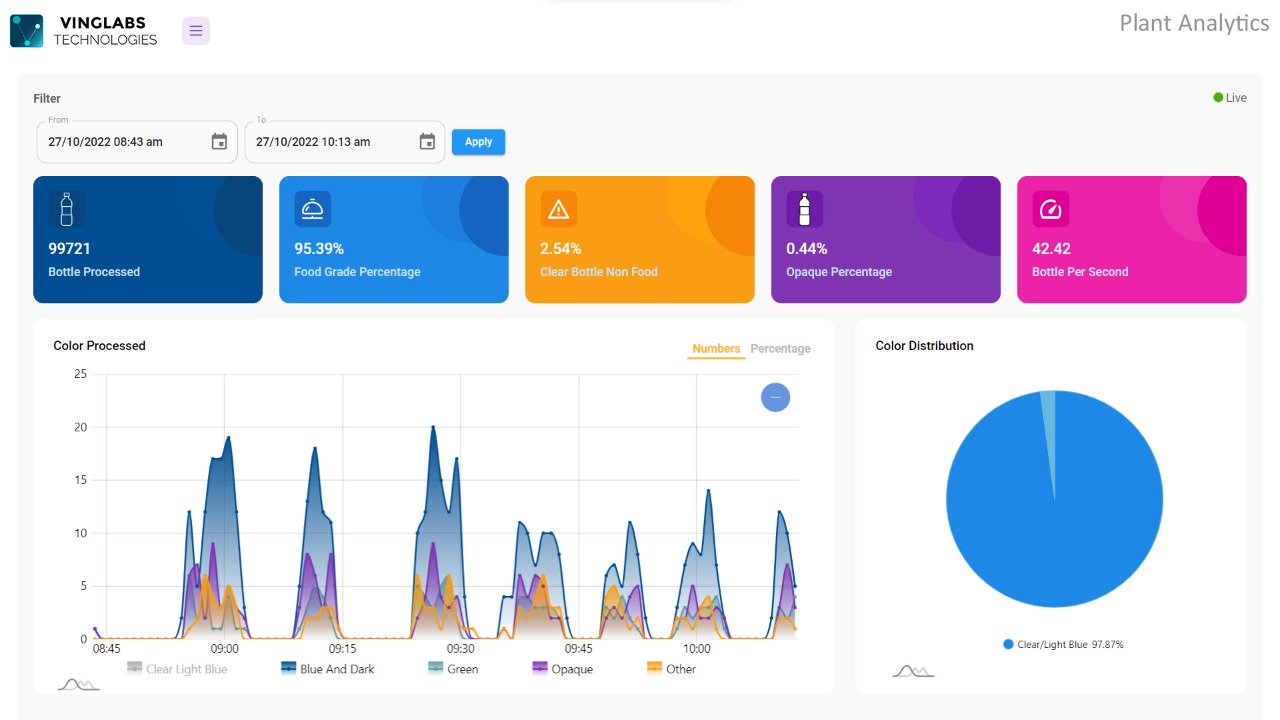 VINGLABS
TECHNOLOGIES
Plant Analytics
Filter
Live
From
27/10/2022 08:43 am
To
27/10/2022 10:13 am
Apply
99721
Bottle Processed
95.39%
Food Grade Percentage
2.54%
Clear Bottle Non Food
0.44%
Opaque Percentage
42.42
Bottle Per Second
Color Processed
Numbers Percentage
25
20
15
10
5
0
08:45 09:00 09:15 09:30 09:45 10:00
Clear Light Blue Blue And Dark Green Opaque Other
Color Distribution
Clear/Light Blue 97.87%